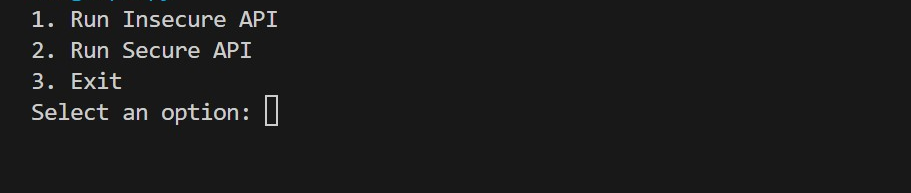 1. Run Insecure API
2. Run Secure API
3. Exit
Select an option: